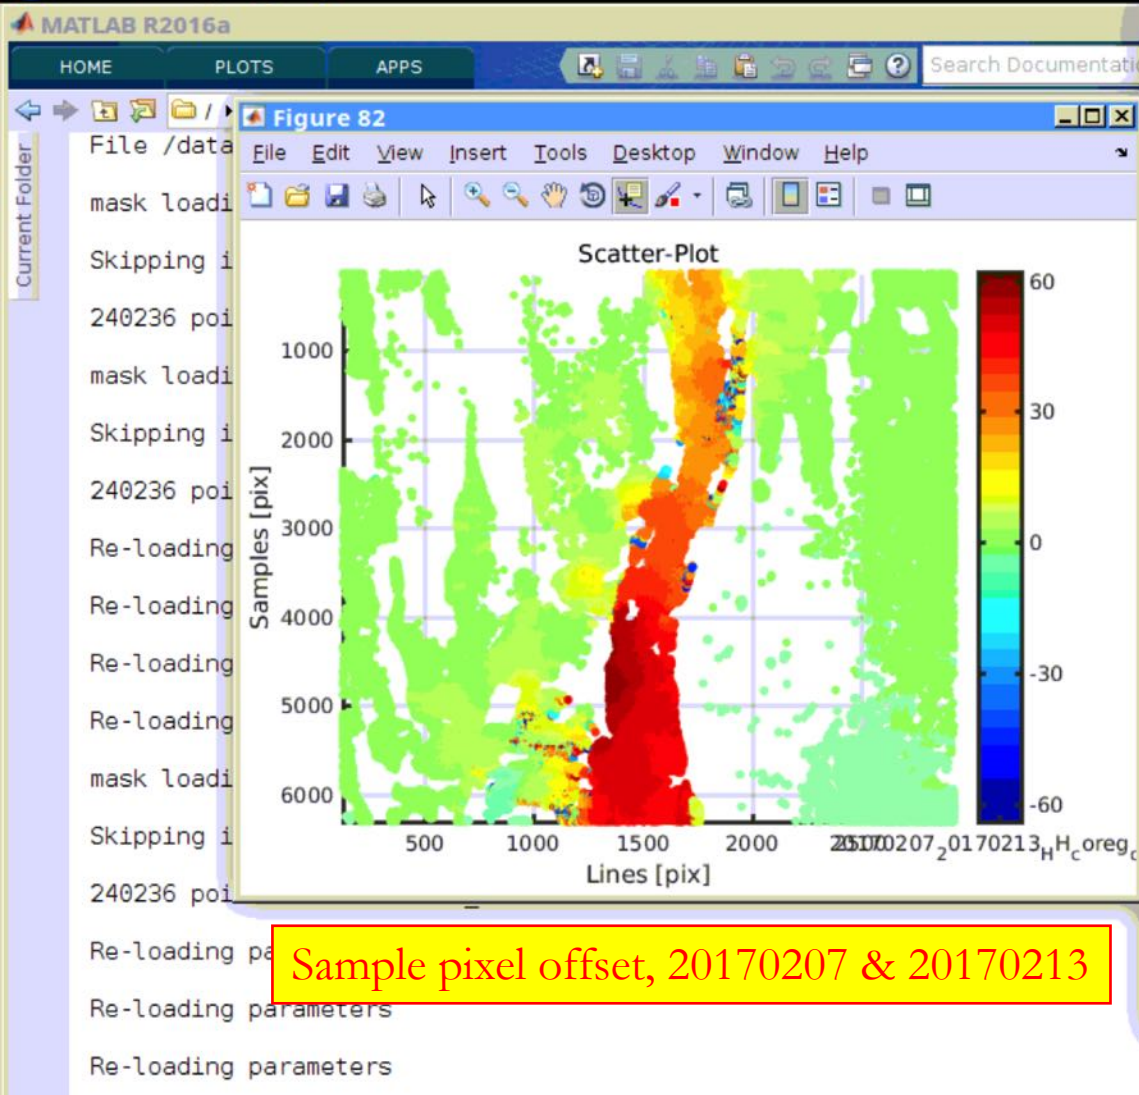 MATLAB R2016a
HOME PLOTS APPS
Search Documentati
Current Folder
/
Figure 82
File Edit View Insert Tools Desktop Window Help
File /data
mask loadi
Skipping i
240236 poi
mask loadi
Skipping i
240236 poi
Re-loading
Re-loading
Re-loading
Re-loading
mask loadi
Skipping i
240236 poi
Re-loading pa
Re-loading parameters
Re-loading parameters
Scatter-Plot
Samples [pix]
1000
2000
3000
4000
5000
6000
500 1000 1500 2000 2500
20170207_20170213_HH_coreg_
Lines [pix]
60
30
0
-30
-60
Sample pixel offset, 20170207 & 20170213